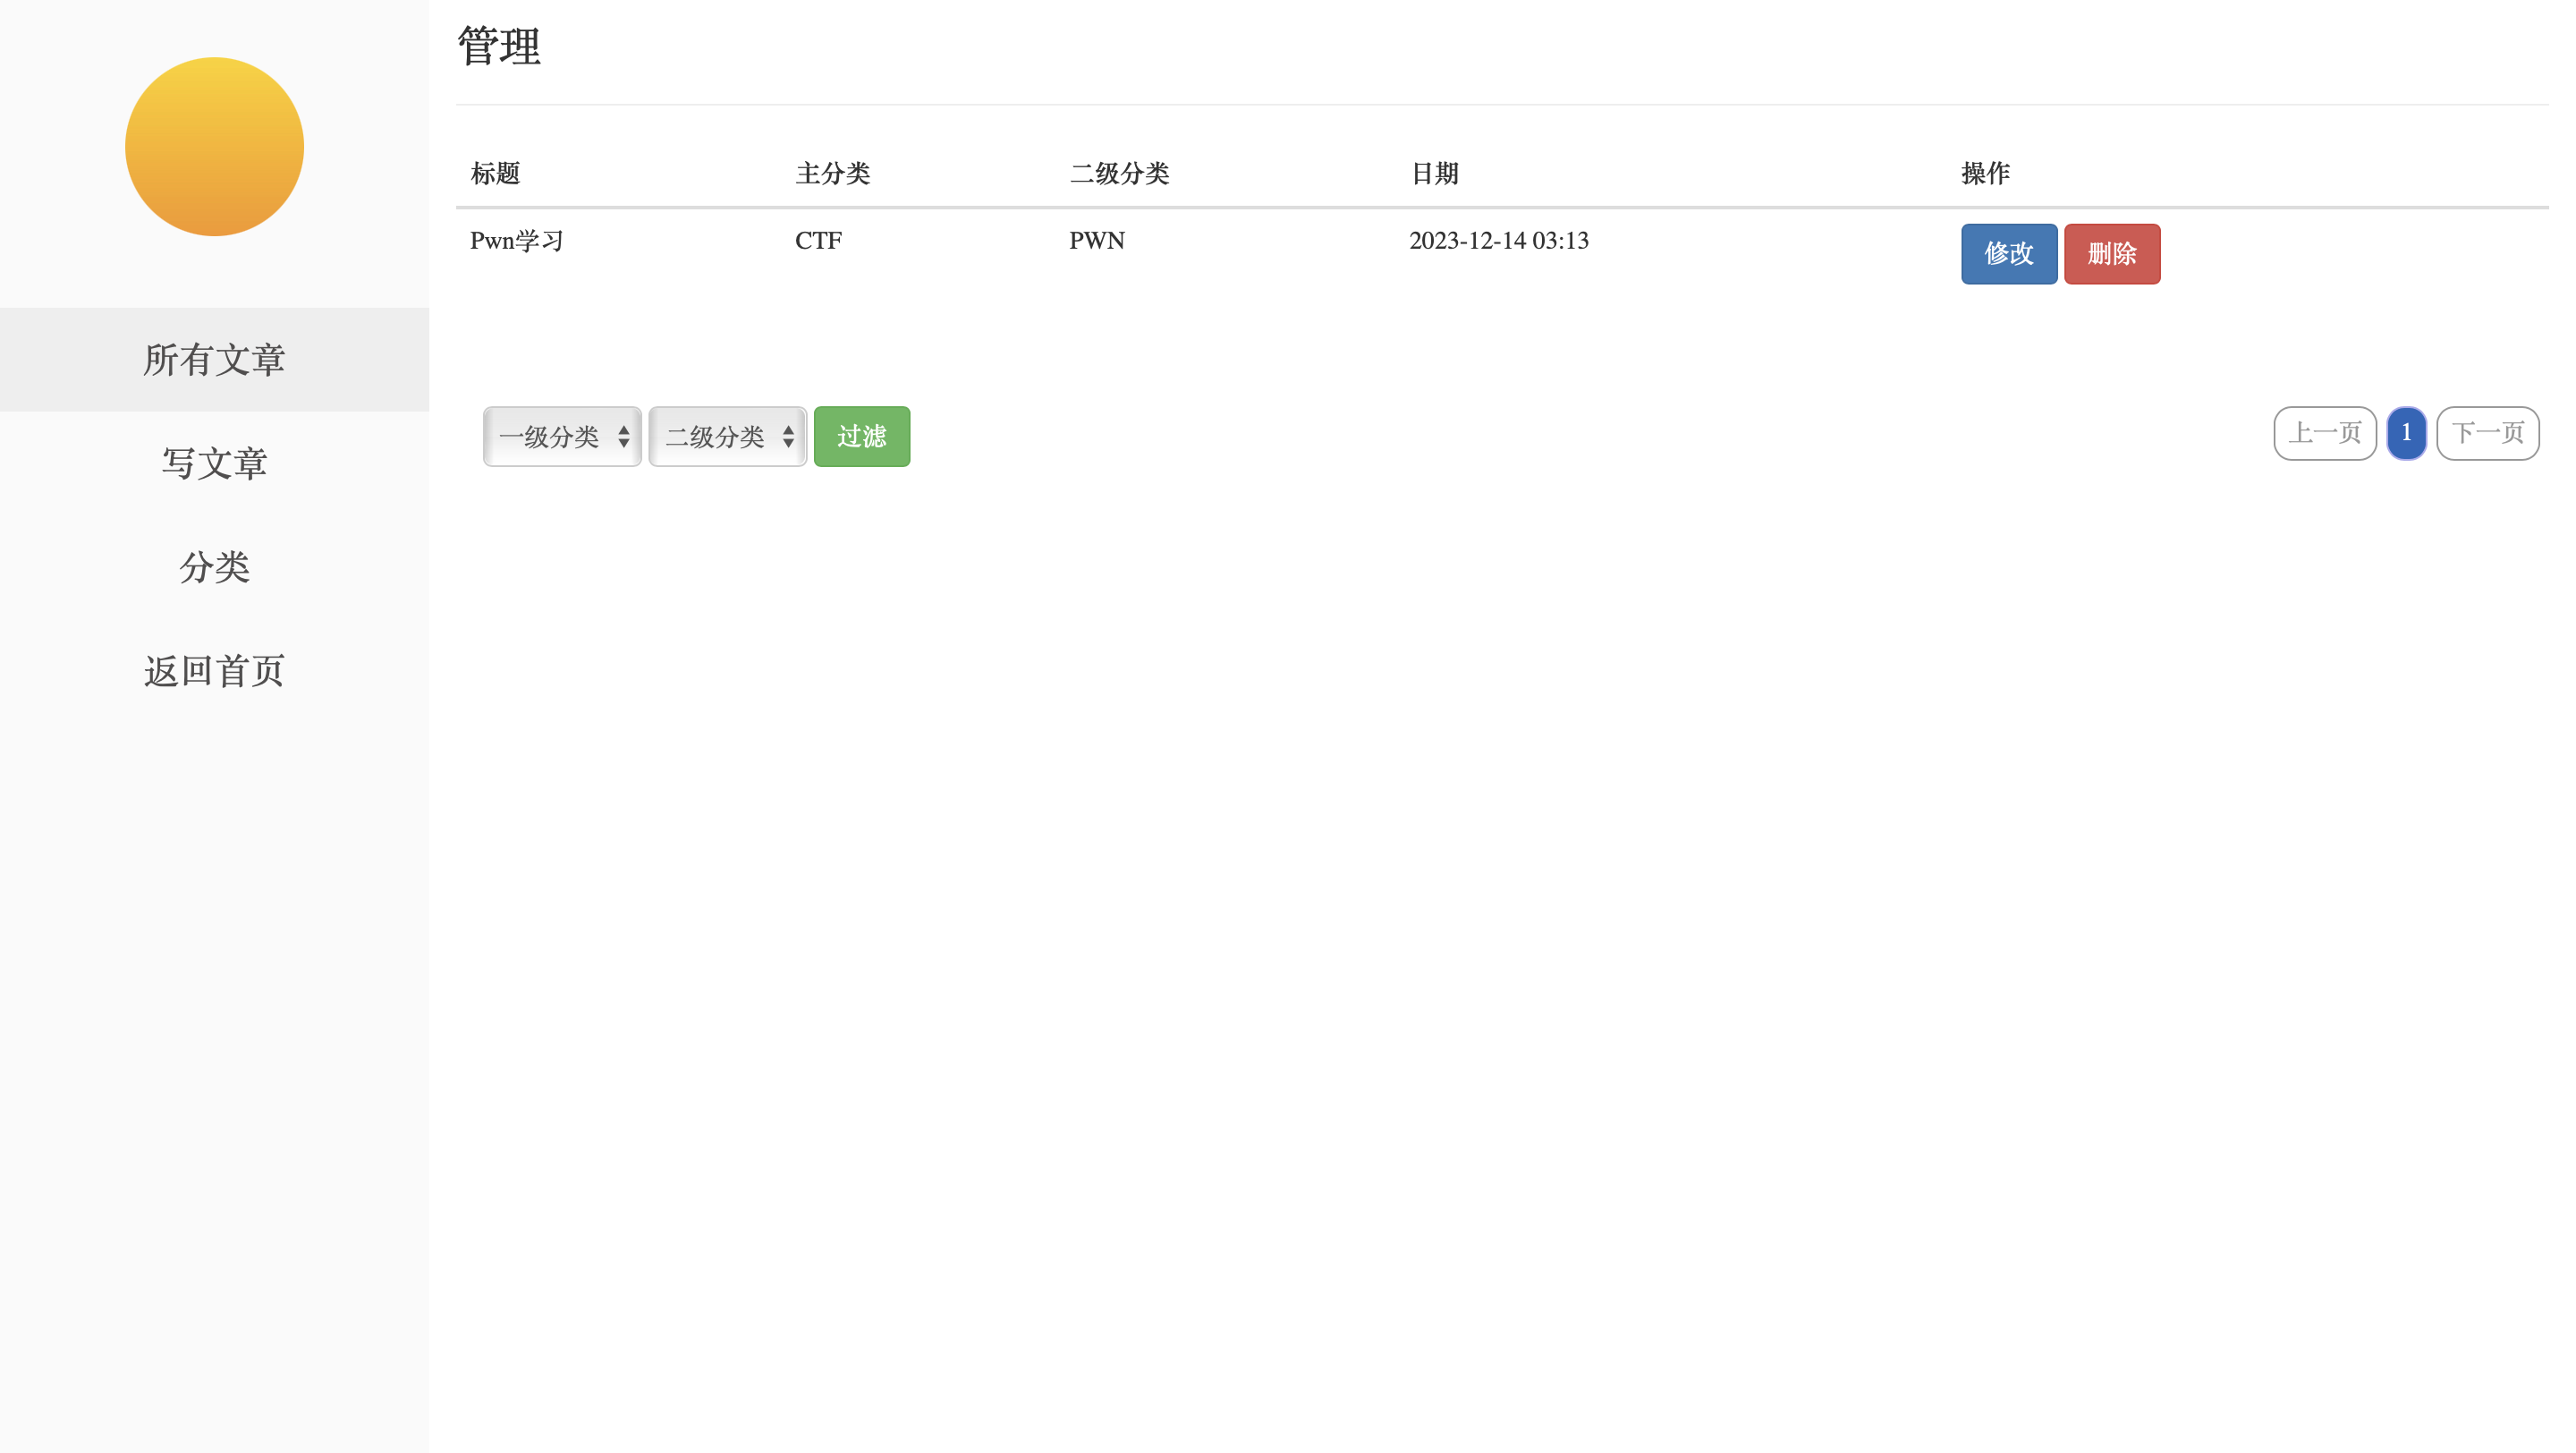 所有文章
写文章
分类
返回首页
管理
标题 主分类 二级分类 日期 操作
Pwn学习 CTF PWN 2023-12-14 03:13 修改 删除
一级分类 二级分类 过滤 上一页 1 下一页